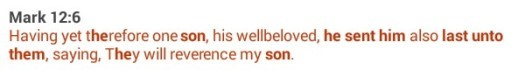 Mark 12:6
Having yet therefore one son, his wellbeloved, he sent him also last unto
them, saying, They will reverence my son.